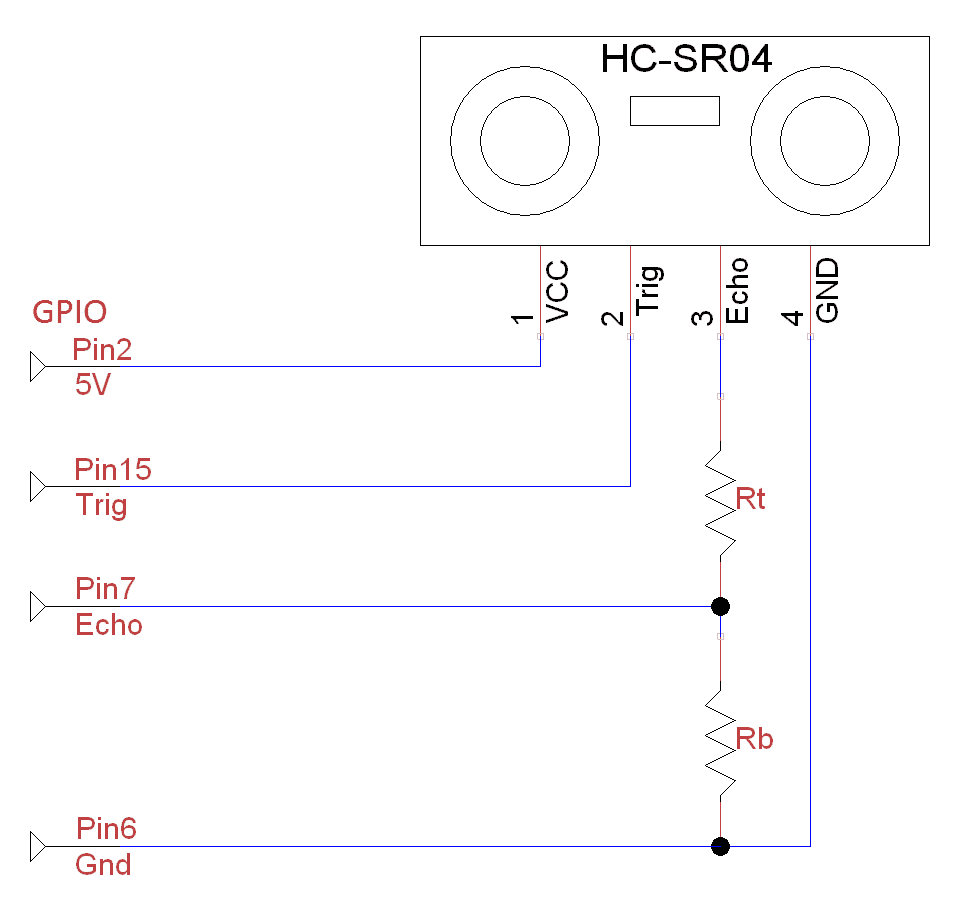 HC-SR04
1
VCC
2
Trig
3
Echo
4
GND
GPIO
Pin2
5V
Pin15
Trig
Rt
Pin7
Echo
Rb
Pin6
Gnd